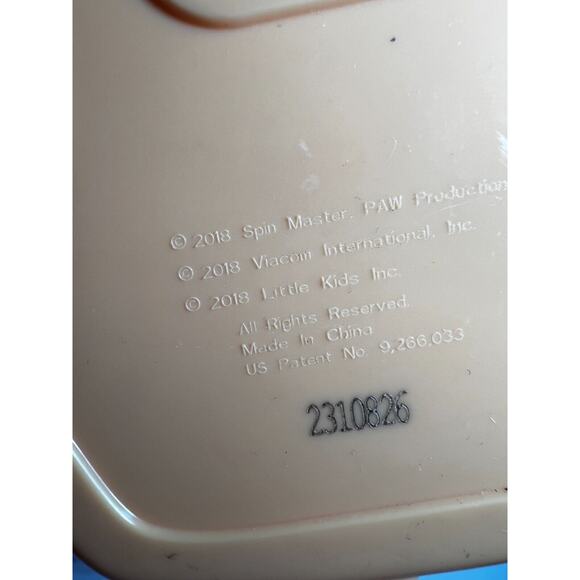 © 2018 Spin Master. PAW Production
© 2018 Viacom International, Inc.
© 2018 Little Kids Inc.
All Rights Reserved.
Made In China
US Patent No. 9,266,033
2310826